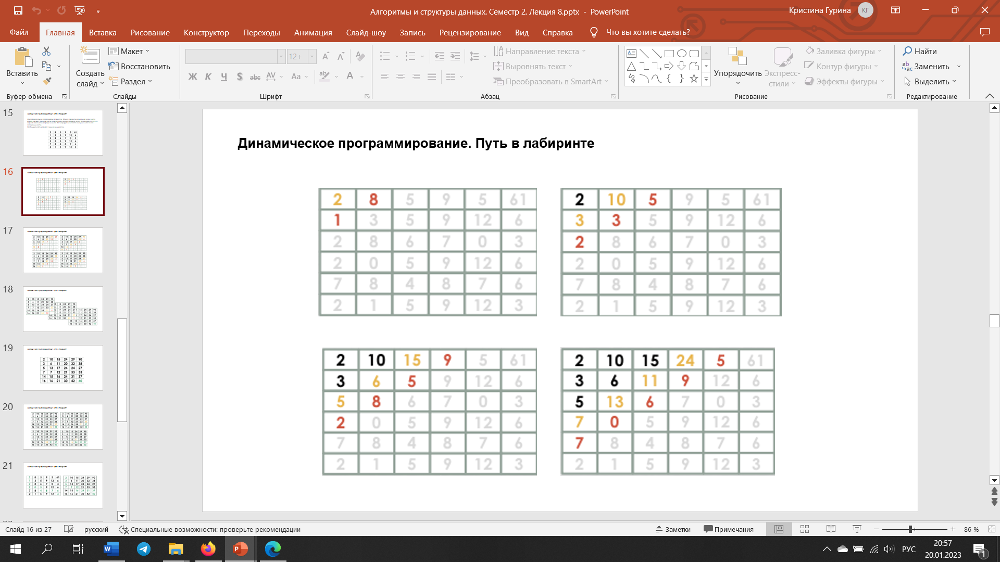 Алгоритмы и структуры данных. Семестр 2. Лекция 8.pptx - PowerPoint
Кристина Гурина
КГ
Файл Главная Вставка Рисование Конструктор Переходы Анимация Слайд-шоу Запись Рецензирование Вид Справка Что вы хотите сделать?
Вставить
Буфер обмена
Создать слайд
Макет
Восстановить
Раздел
Слайды
12+
Ж К Ч S abc AV Aa A
Шрифт
Направление текста
Выровнять текст
Преобразовать в SmartArt
Абзац
Упорядочить
Экспресс-стили
Заливка фигуры
Контур фигуры
Эффекты фигуры
Рисование
Найти
Заменить
Выделить
Редактирование
15
16
17
18
19
20
21
Динамическое программирование. Путь в лабиринте
2 8 5 9 5 61
1 3 5 9 12 6
2 8 6 7 0 3
2 0 5 9 12 6
7 8 4 8 7 6
2 1 5 9 12 3
2 10 5 9 5 61
3 3 5 9 12 6
2 8 6 7 0 3
2 0 5 9 12 6
7 8 4 8 7 6
2 1 5 9 12 3
2 10 15 9 5 61
3 6 5 9 12 6
5 8 6 7 0 3
2 0 5 9 12 6
7 8 4 8 7 6
2 1 5 9 12 3
2 10 15 24 5 61
3 6 11 9 12 6
5 13 6 7 0 3
7 0 5 9 12 6
7 8 4 8 7 6
2 1 5 9 12 3
Слайд 16 из 27
русский
Специальные возможности: проверьте рекомендации
Заметки
Примечания
86 %
РУС
20:57
20.01.2023
1